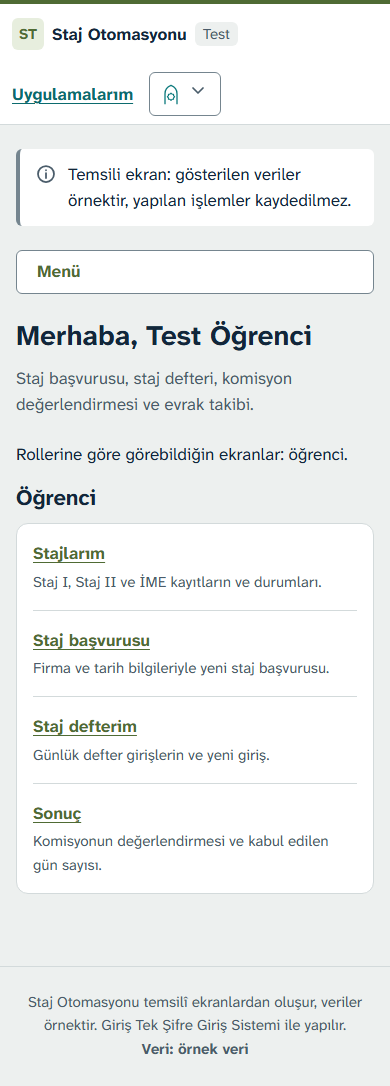 ST Staj Otomasyonu Test
Uygulamalarım
Temsili ekran: gösterilen veriler
örnektir, yapılan işlemler kaydedilmez.
Menü
Merhaba, Test Öğrenci
Staj başvurusu, staj defteri, komisyon
değerlendirmesi ve evrak takibi.
Rollerine göre görebildiğin ekranlar: öğrenci.
Öğrenci
Stajlarım
Staj I, Staj II ve İME kayıtların ve durumları.
Staj başvurusu
Firma ve tarih bilgileriyle yeni staj başvurusu.
Staj defterim
Günlük defter girişlerin ve yeni giriş.
Sonuç
Komisyonun değerlendirmesi ve kabul edilen
gün sayısı.
Staj Otomasyonu temsilî ekranlardan oluşur, veriler
örnektir. Giriş Tek Şifre Giriş Sistemi ile yapılır.
Veri: örnek veri